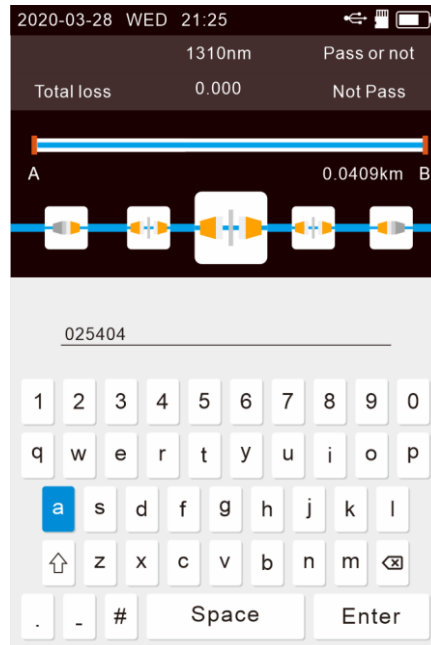 2020-03-28 WED 21:25
1310nm Pass or not
Total loss 0.000 Not Pass
A 0.0409km B
025404
1 2 3 4 5 6 7 8 9 0
q w e r t y u i o p
a s d f g h j k l
z x c v b n m
. _ # Space Enter